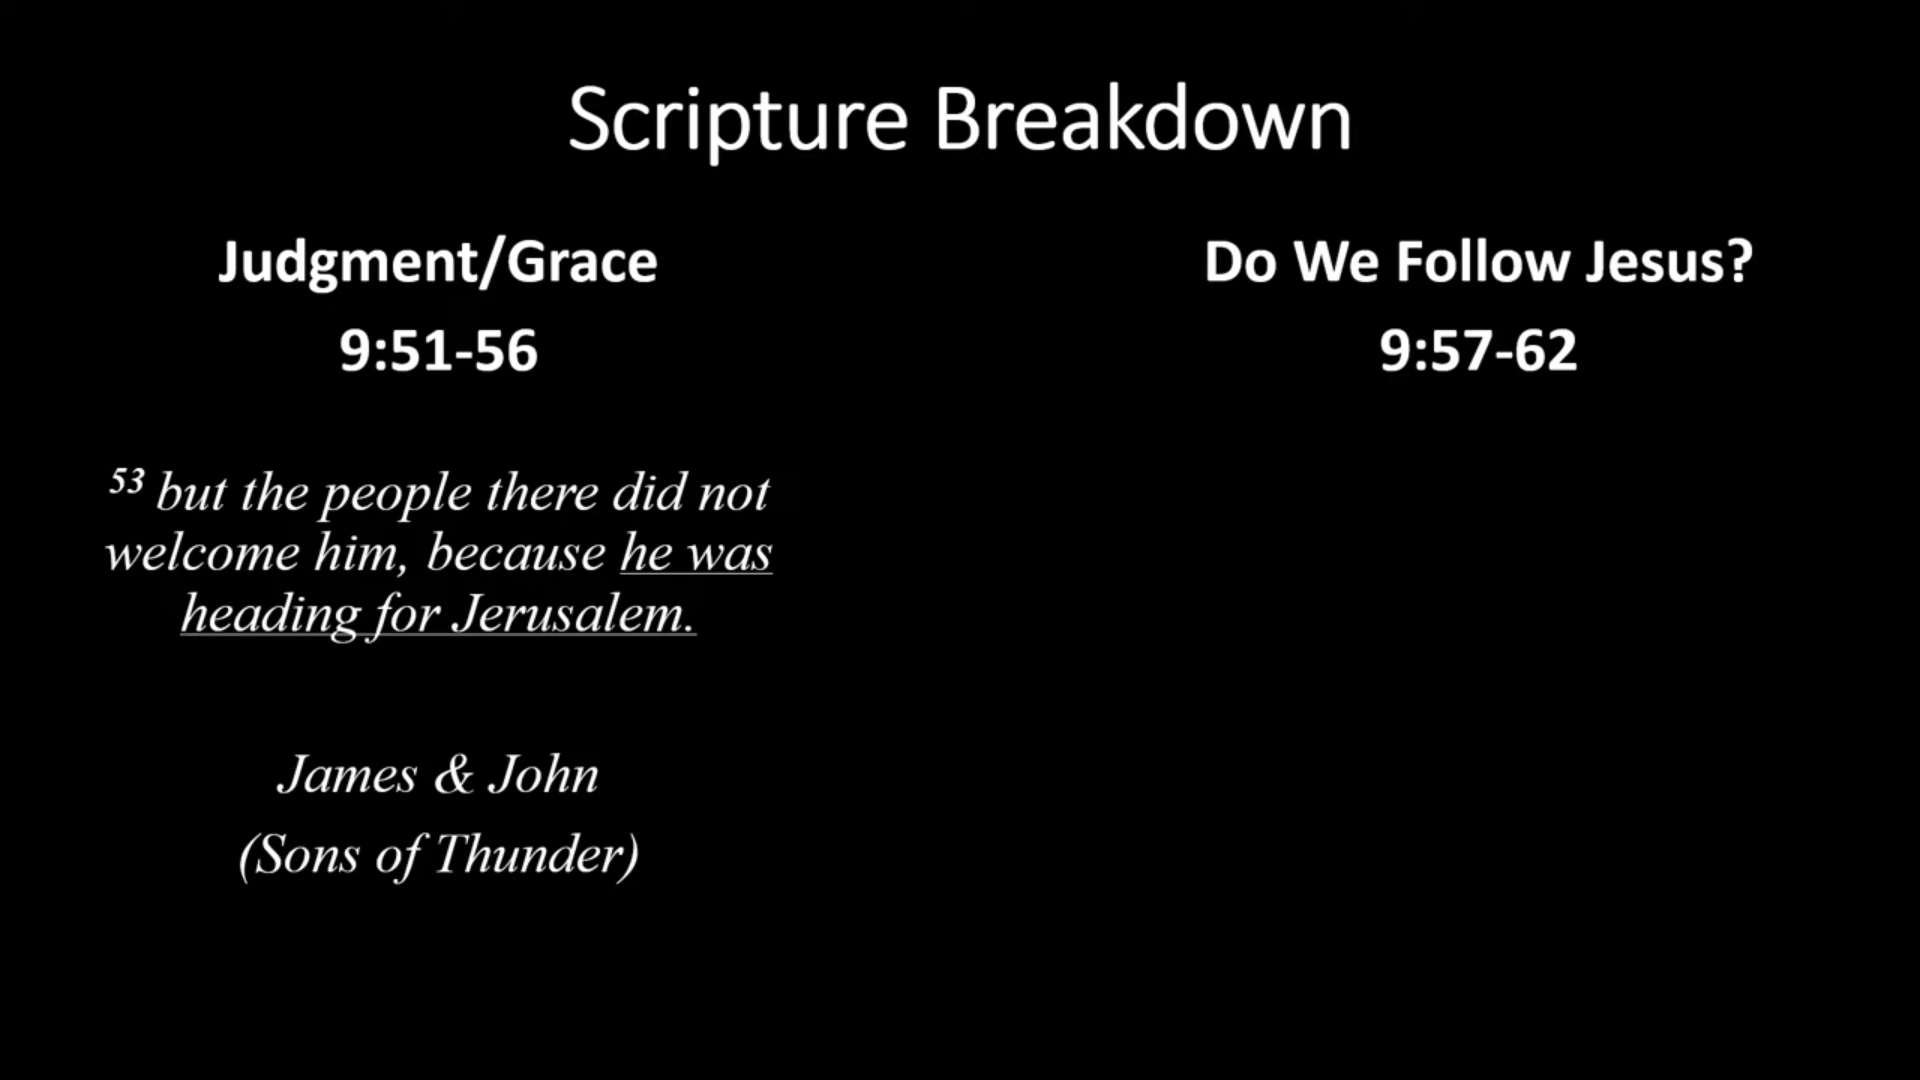 Scripture Breakdown
Judgment/Grace
9:51-56
53 but the people there did not
welcome him, because he was
heading for Jerusalem.
James & John
(Sons of Thunder)
Do We Follow Jesus?
9:57-62